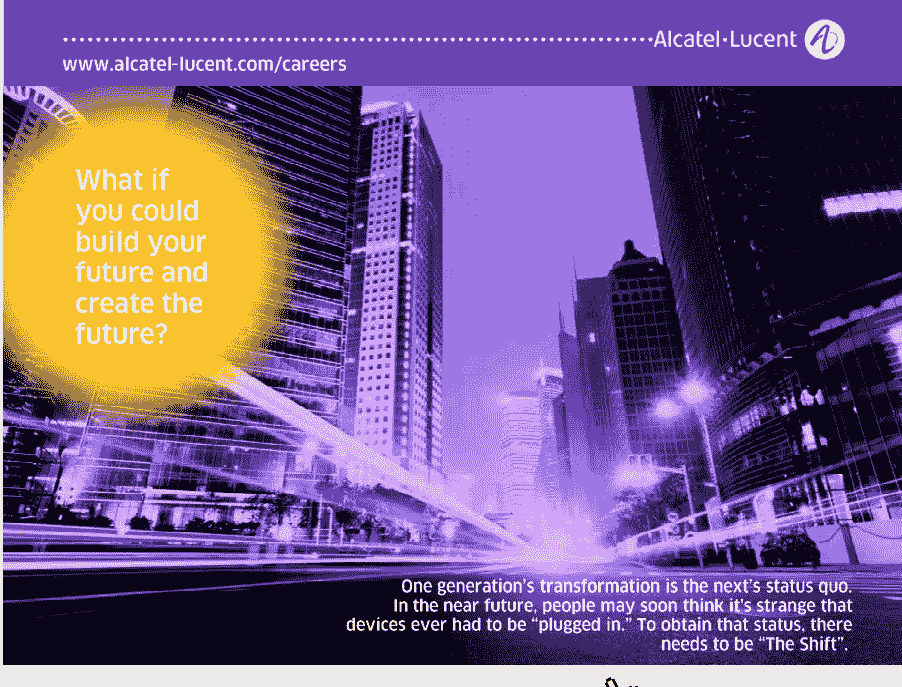 Alcatel·Lucent
www.alcatel-lucent.com/careers
What if
you could
build your
future and
create the
future?
One generation's transformation is the next's status quo.
In the near future, people may soon think it's strange that
devices ever had to be “plugged in.” To obtain that status, there
needs to be “The Shift”.